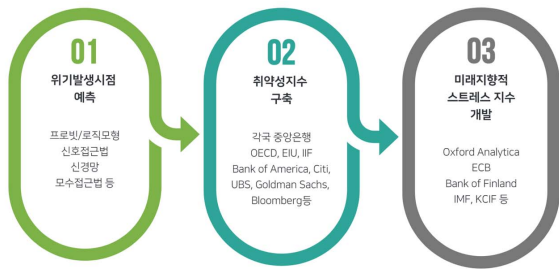 01
위기발생시점
예측
프로빗/로직모형
신호접근법
신경망
모수접근법 등
02
취약성지수
구축
각국 중앙은행
OECD, EIU, IIF
Bank of America, Citi,
UBS, Goldman Sachs,
Bloomberg등
03
미래지향적
스트레스 지수
개발
Oxford Analytica
ECB
Bank of Finland
IMF, KCIF 등